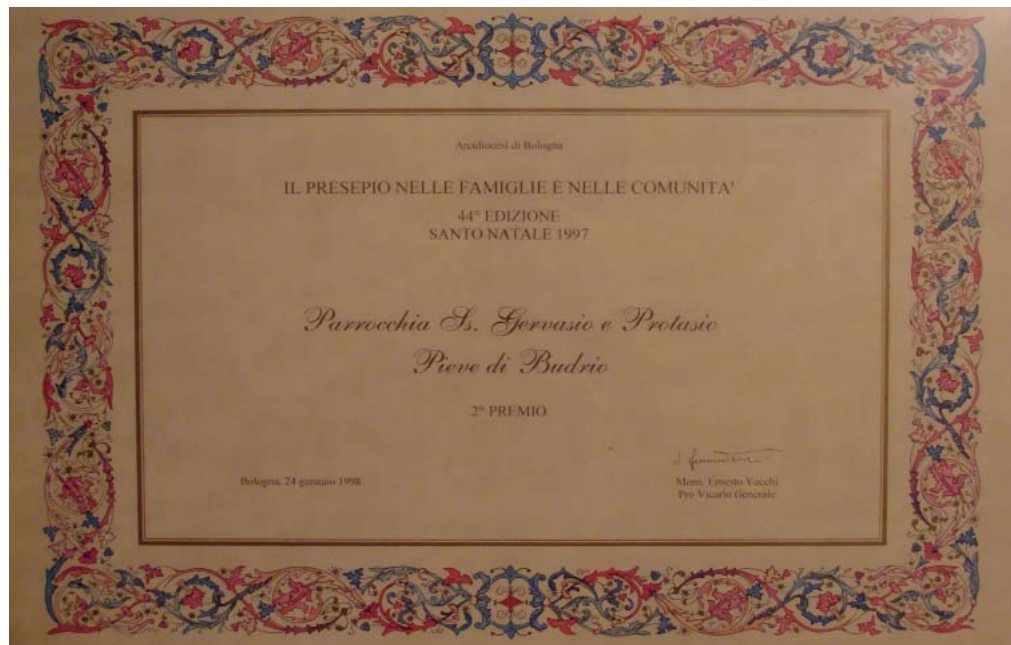 Arcidiocesi di Bologna
IL PRESEPIO NELLE FAMIGLIE E NELLE COMUNITA'
44° EDIZIONE
SANTO NATALE 1997
Parrocchia Ss. Gervasio e Protasio
Pieve di Budrio
2° PREMIO
Bologna, 24 gennaio 1998
Mons. Ernesto Vecchi
Pro Vicario Generale